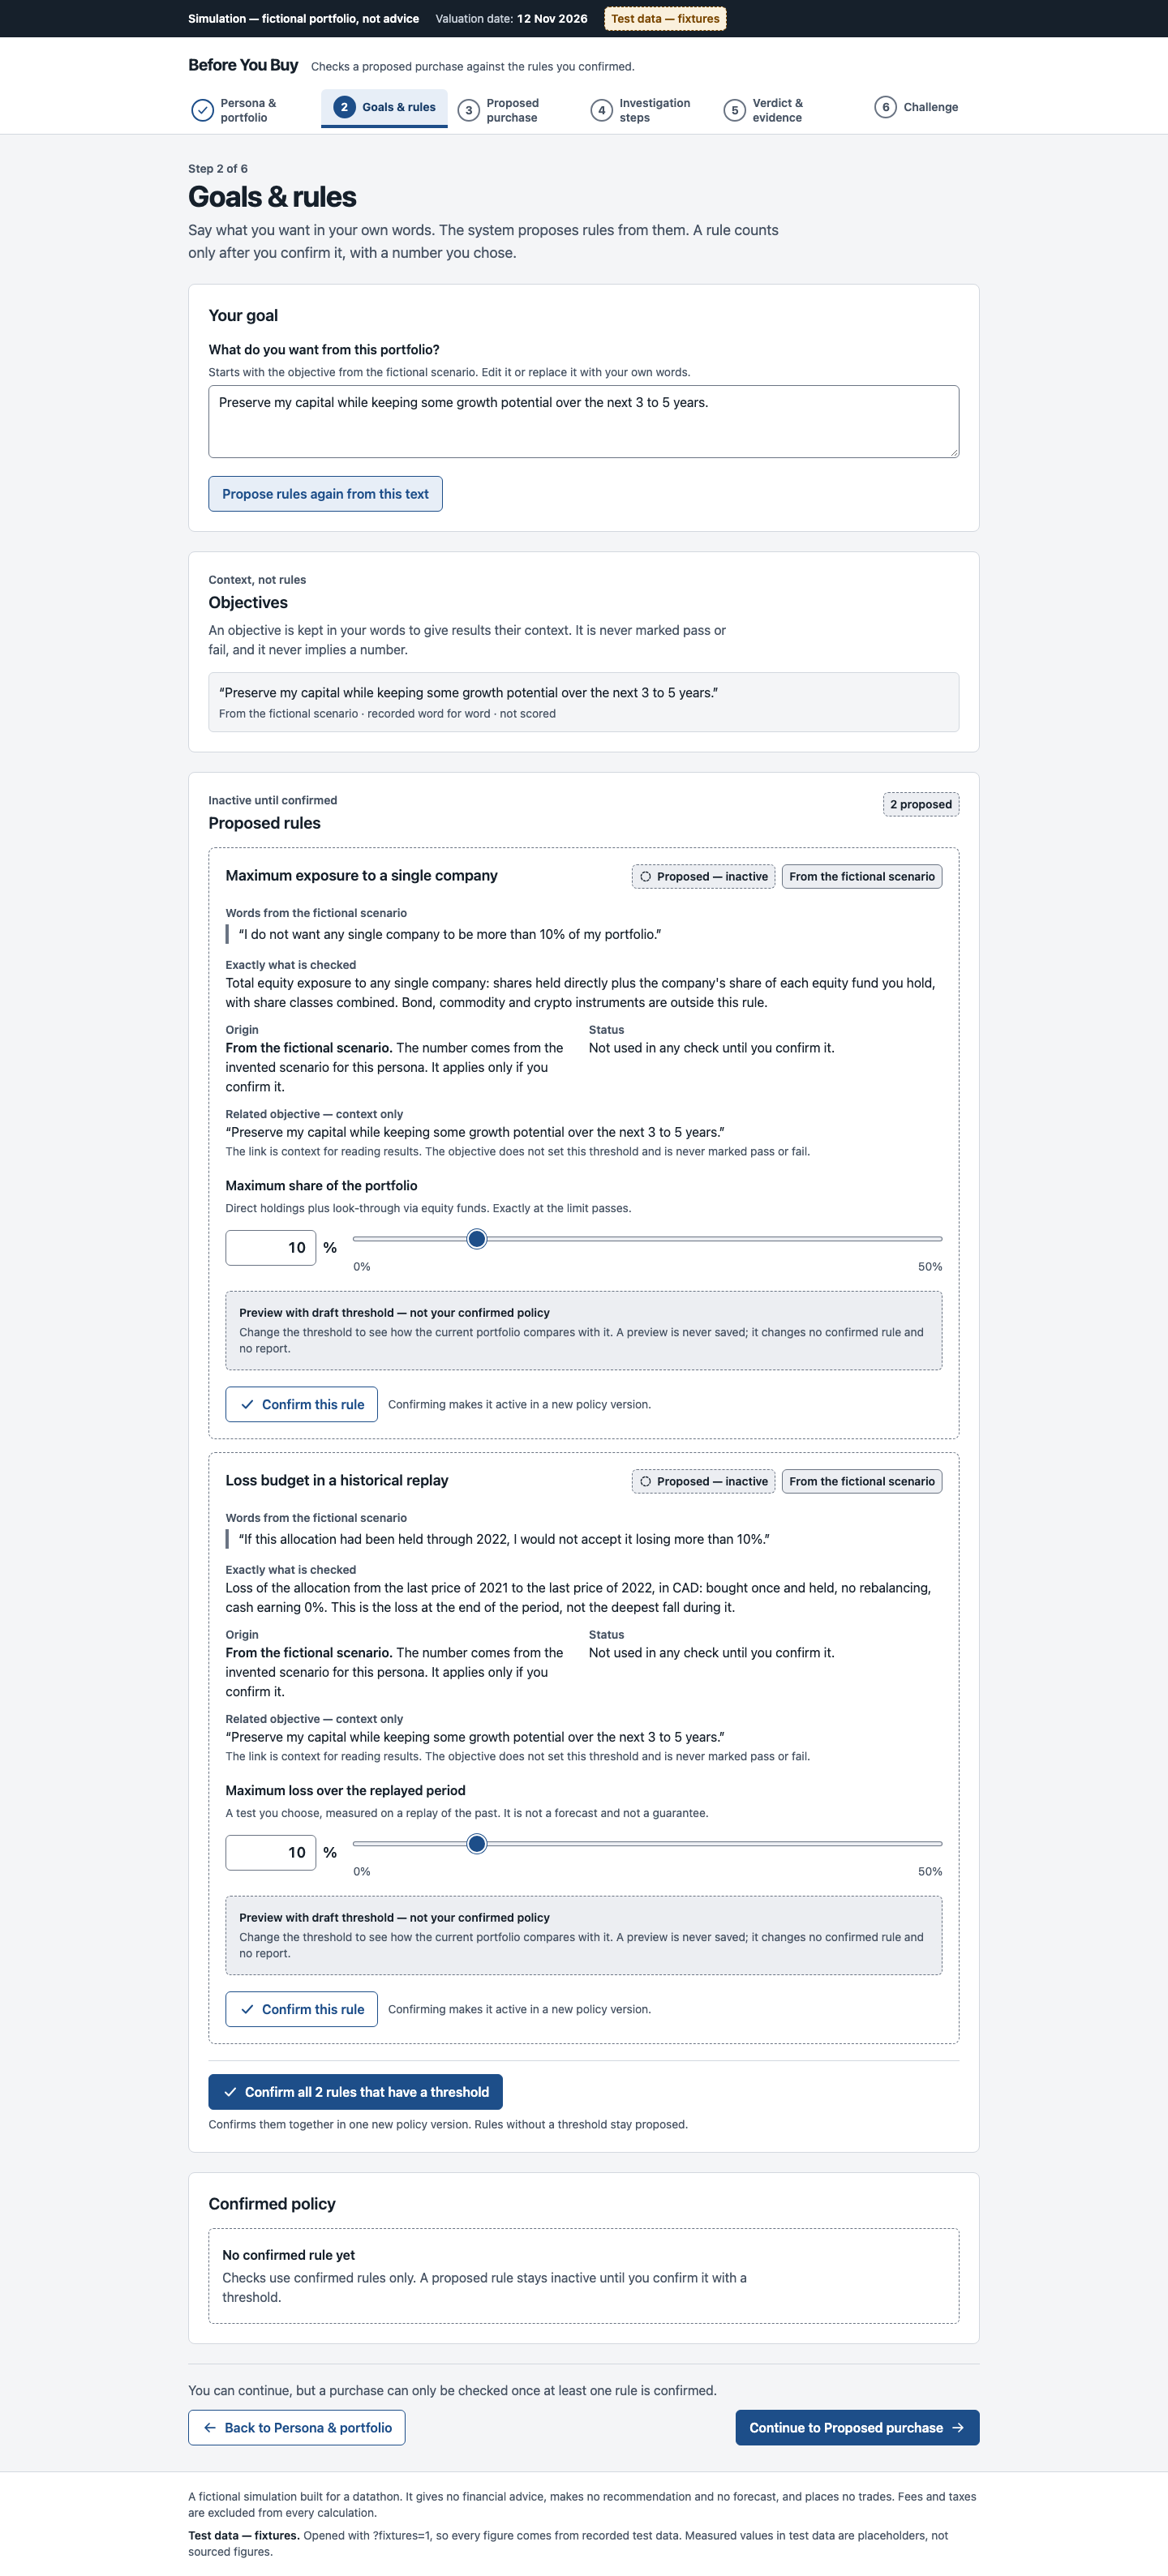 Simulation — fictional portfolio, not advice Valuation date: 12 Nov 2026 Test data — fixtures
Before You Buy Checks a proposed purchase against the rules you confirmed.
Persona & portfolio
2 Goals & rules
3 Proposed purchase
4 Investigation steps
5 Verdict & evidence
6 Challenge
Step 2 of 6
Goals & rules
Say what you want in your own words. The system proposes rules from them. A rule counts
only after you confirm it, with a number you chose.
Your goal
What do you want from this portfolio?
Starts with the objective from the fictional scenario. Edit it or replace it with your own words.
Preserve my capital while keeping some growth potential over the next 3 to 5 years.
Propose rules again from this text
Context, not rules
Objectives
An objective is kept in your words to give results their context. It is never marked pass or
fail, and it never implies a number.
“Preserve my capital while keeping some growth potential over the next 3 to 5 years.”
From the fictional scenario · recorded word for word · not scored
Inactive until confirmed
2 proposed
Proposed rules
Maximum exposure to a single company
Proposed — inactive
From the fictional scenario
Words from the fictional scenario
“I do not want any single company to be more than 10% of my portfolio.”
Exactly what is checked
Total equity exposure to any single company: shares held directly plus the company's share of each equity fund you hold,
with share classes combined. Bond, commodity and crypto instruments are outside this rule.
Origin
From the fictional scenario. The number comes from the
invented scenario for this persona. It applies only if you
confirm it.
Status
Not used in any check until you confirm it.
Related objective — context only
“Preserve my capital while keeping some growth potential over the next 3 to 5 years.”
The link is context for reading results. The objective does not set this threshold and is never marked pass or fail.
Maximum share of the portfolio
Direct holdings plus look-through via equity funds. Exactly at the limit passes.
10 %
0% 50%
Preview with draft threshold — not your confirmed policy
Change the threshold to see how the current portfolio compares with it. A preview is never saved; it changes no confirmed rule and
no report.
Confirm this rule Confirming makes it active in a new policy version.
Loss budget in a historical replay
Proposed — inactive
From the fictional scenario
Words from the fictional scenario
“If this allocation had been held through 2022, I would not accept it losing more than 10%.”
Exactly what is checked
Loss of the allocation from the last price of 2021 to the last price of 2022, in CAD: bought once and held, no rebalancing,
cash earning 0%. This is the loss at the end of the period, not the deepest fall during it.
Origin
From the fictional scenario. The number comes from the
invented scenario for this persona. It applies only if you
confirm it.
Status
Not used in any check until you confirm it.
Related objective — context only
“Preserve my capital while keeping some growth potential over the next 3 to 5 years.”
The link is context for reading results. The objective does not set this threshold and is never marked pass or fail.
Maximum loss over the replayed period
A test you choose, measured on a replay of the past. It is not a forecast and not a guarantee.
10 %
0% 50%
Preview with draft threshold — not your confirmed policy
Change the threshold to see how the current portfolio compares with it. A preview is never saved; it changes no confirmed rule and
no report.
Confirm this rule Confirming makes it active in a new policy version.
Confirm all 2 rules that have a threshold
Confirms them together in one new policy version. Rules without a threshold stay proposed.
Confirmed policy
No confirmed rule yet
Checks use confirmed rules only. A proposed rule stays inactive until you confirm it with a
threshold.
You can continue, but a purchase can only be checked once at least one rule is confirmed.
Back to Persona & portfolio
Continue to Proposed purchase
A fictional simulation built for a datathon. It gives no financial advice, makes no recommendation and no forecast, and places no trades. Fees and taxes
are excluded from every calculation.
Test data — fixtures. Opened with ?fixtures=1, so every figure comes from recorded test data. Measured values in test data are placeholders, not
sourced figures.